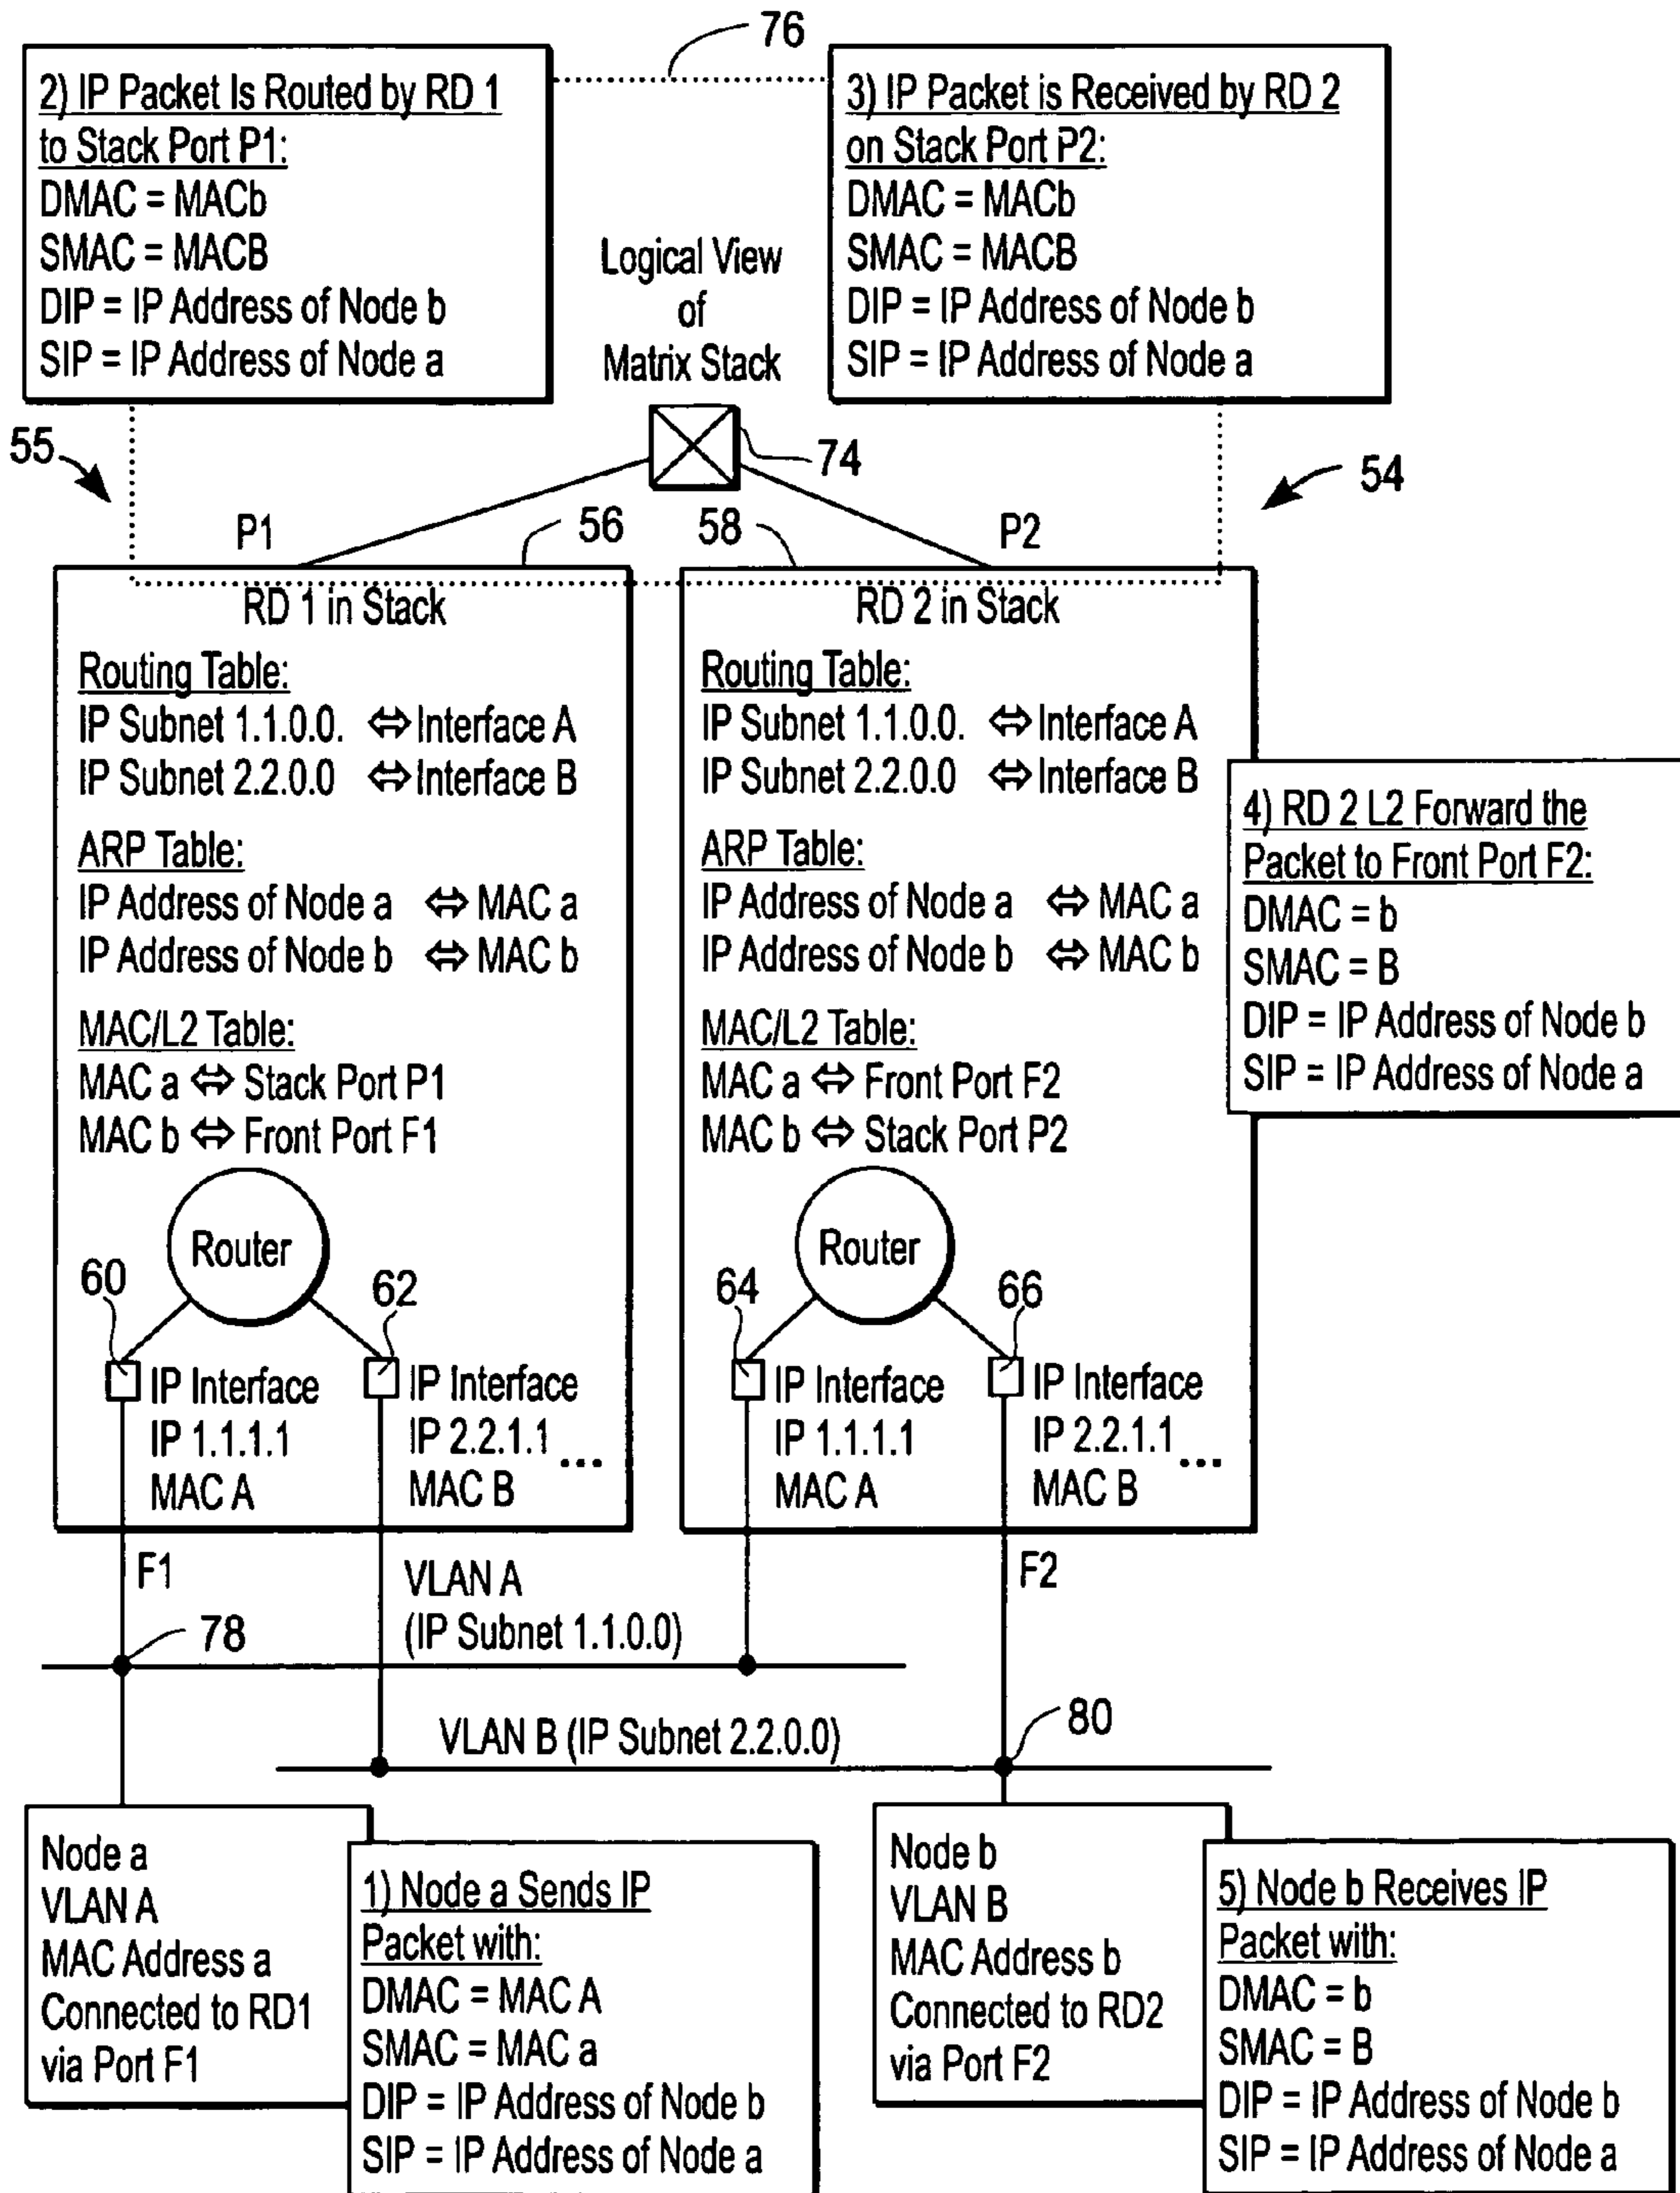 76
2) IP Packet Is Routed by RD 1
to Stack Port P1:
DMAC = MACb
SMAC = MACB
DIP = IP Address of Node b
SIP = IP Address of Node a
3) IP Packet is Received by RD 2
on Stack Port P2:
DMAC = MACb
SMAC = MACB
DIP = IP Address of Node b
SIP = IP Address of Node a
Logical View
of
Matrix Stack
74
55
54
P1
56
58
P2
RD 1 in Stack
Routing Table:
IP Subnet 1.1.0.0. ⇔ Interface A
IP Subnet 2.2.0.0 ⇔ Interface B
ARP Table:
IP Address of Node a ⇔ MAC a
IP Address of Node b ⇔ MAC b
MAC/L2 Table:
MAC a ⇔ Stack Port P1
MAC b ⇔ Front Port F1
Router
60
62
IP Interface
IP 1.1.1.1
MAC A
IP Interface
IP 2.2.1.1 ...
MAC B
RD 2 in Stack
Routing Table:
IP Subnet 1.1.0.0. ⇔ Interface A
IP Subnet 2.2.0.0 ⇔ Interface B
ARP Table:
IP Address of Node a ⇔ MAC a
IP Address of Node b ⇔ MAC b
MAC/L2 Table:
MAC a ⇔ Front Port F2
MAC b ⇔ Stack Port P2
Router
64
66
IP Interface
IP 1.1.1.1
MAC A
IP Interface
IP 2.2.1.1 ...
MAC B
4) RD 2 L2 Forward the
Packet to Front Port F2:
DMAC = b
SMAC = B
DIP = IP Address of Node b
SIP = IP Address of Node a
F1
VLAN A
(IP Subnet 1.1.0.0)
F2
78
VLAN B (IP Subnet 2.2.0.0)
80
Node a
VLAN A
MAC Address a
Connected to RD1
via Port F1
1) Node a Sends IP
Packet with:
DMAC = MAC A
SMAC = MAC a
DIP = IP Address of Node b
SIP = IP Address of Node a
Node b
VLAN B
MAC Address b
Connected to RD2
via Port F2
5) Node b Receives IP
Packet with:
DMAC = b
SMAC = B
DIP = IP Address of Node b
SIP = IP Address of Node a